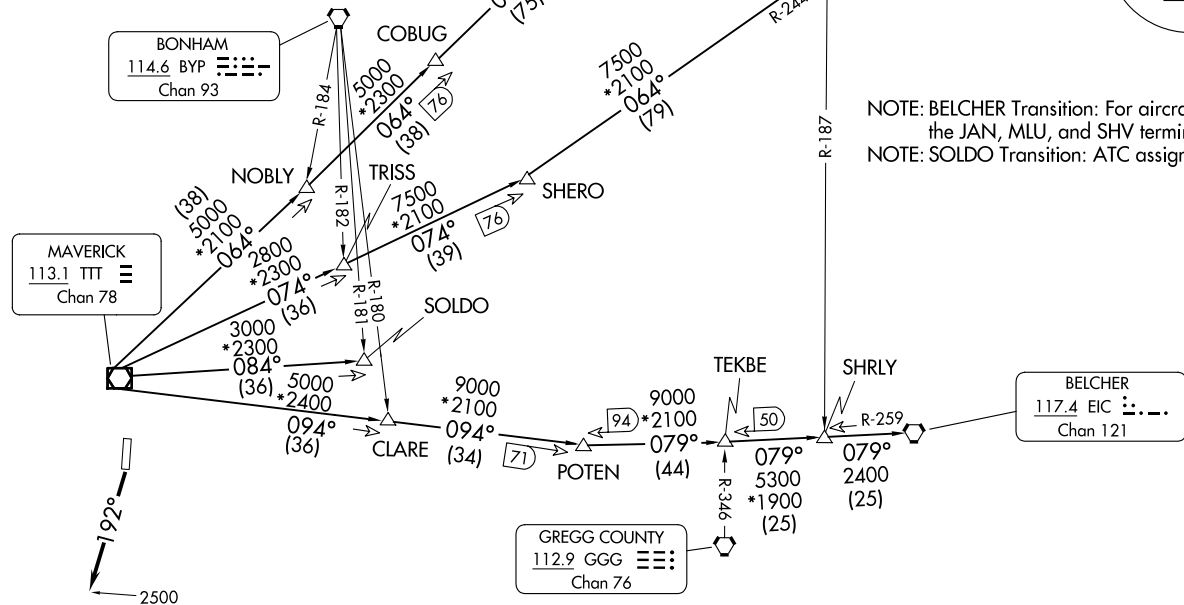 (75)
R-244
BONHAM
114.6 BYP
Chan 93
COBUG
5000
*2300
064°
(38)
76
7500
*2100
064°
(79)
R-184
R-182
R-181
R-180
R-187
NOTE: BELCHER Transition: For aircra
the JAN, MLU, and SHV termi
NOTE: SOLDO Transition: ATC assign
NOBLY
TRISS
SHERO
(38)
5000
*2100
064°
7500
*2100
074°
(39)
76
MAVERICK
113.1 TTT
Chan 78
2800
*2300
074°
(36)
SOLDO
3000
*2300
084°
(36)
5000
*2400
094°
(36)
CLARE
9000
*2100
094°
(34)
71
POTEN
94
9000
*2100
079°
(44)
TEKBE
50
SHRLY
R-259
079°
5300
*1900
(25)
079°
2400
(25)
BELCHER
117.4 EIC
Chan 121
R-346
GREGG COUNTY
112.9 GGG
Chan 76
192°
2500